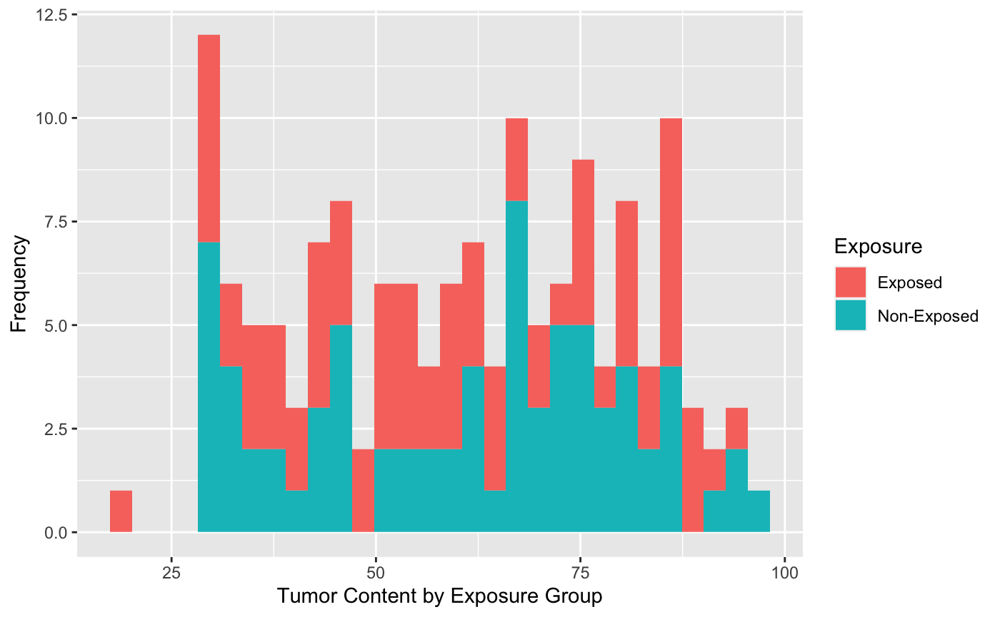 12.5
10.0
7.5
5.0
2.5
0.0
Frequency
25 50 75 100
Tumor Content by Exposure Group
Exposure
Exposed
Non-Exposed